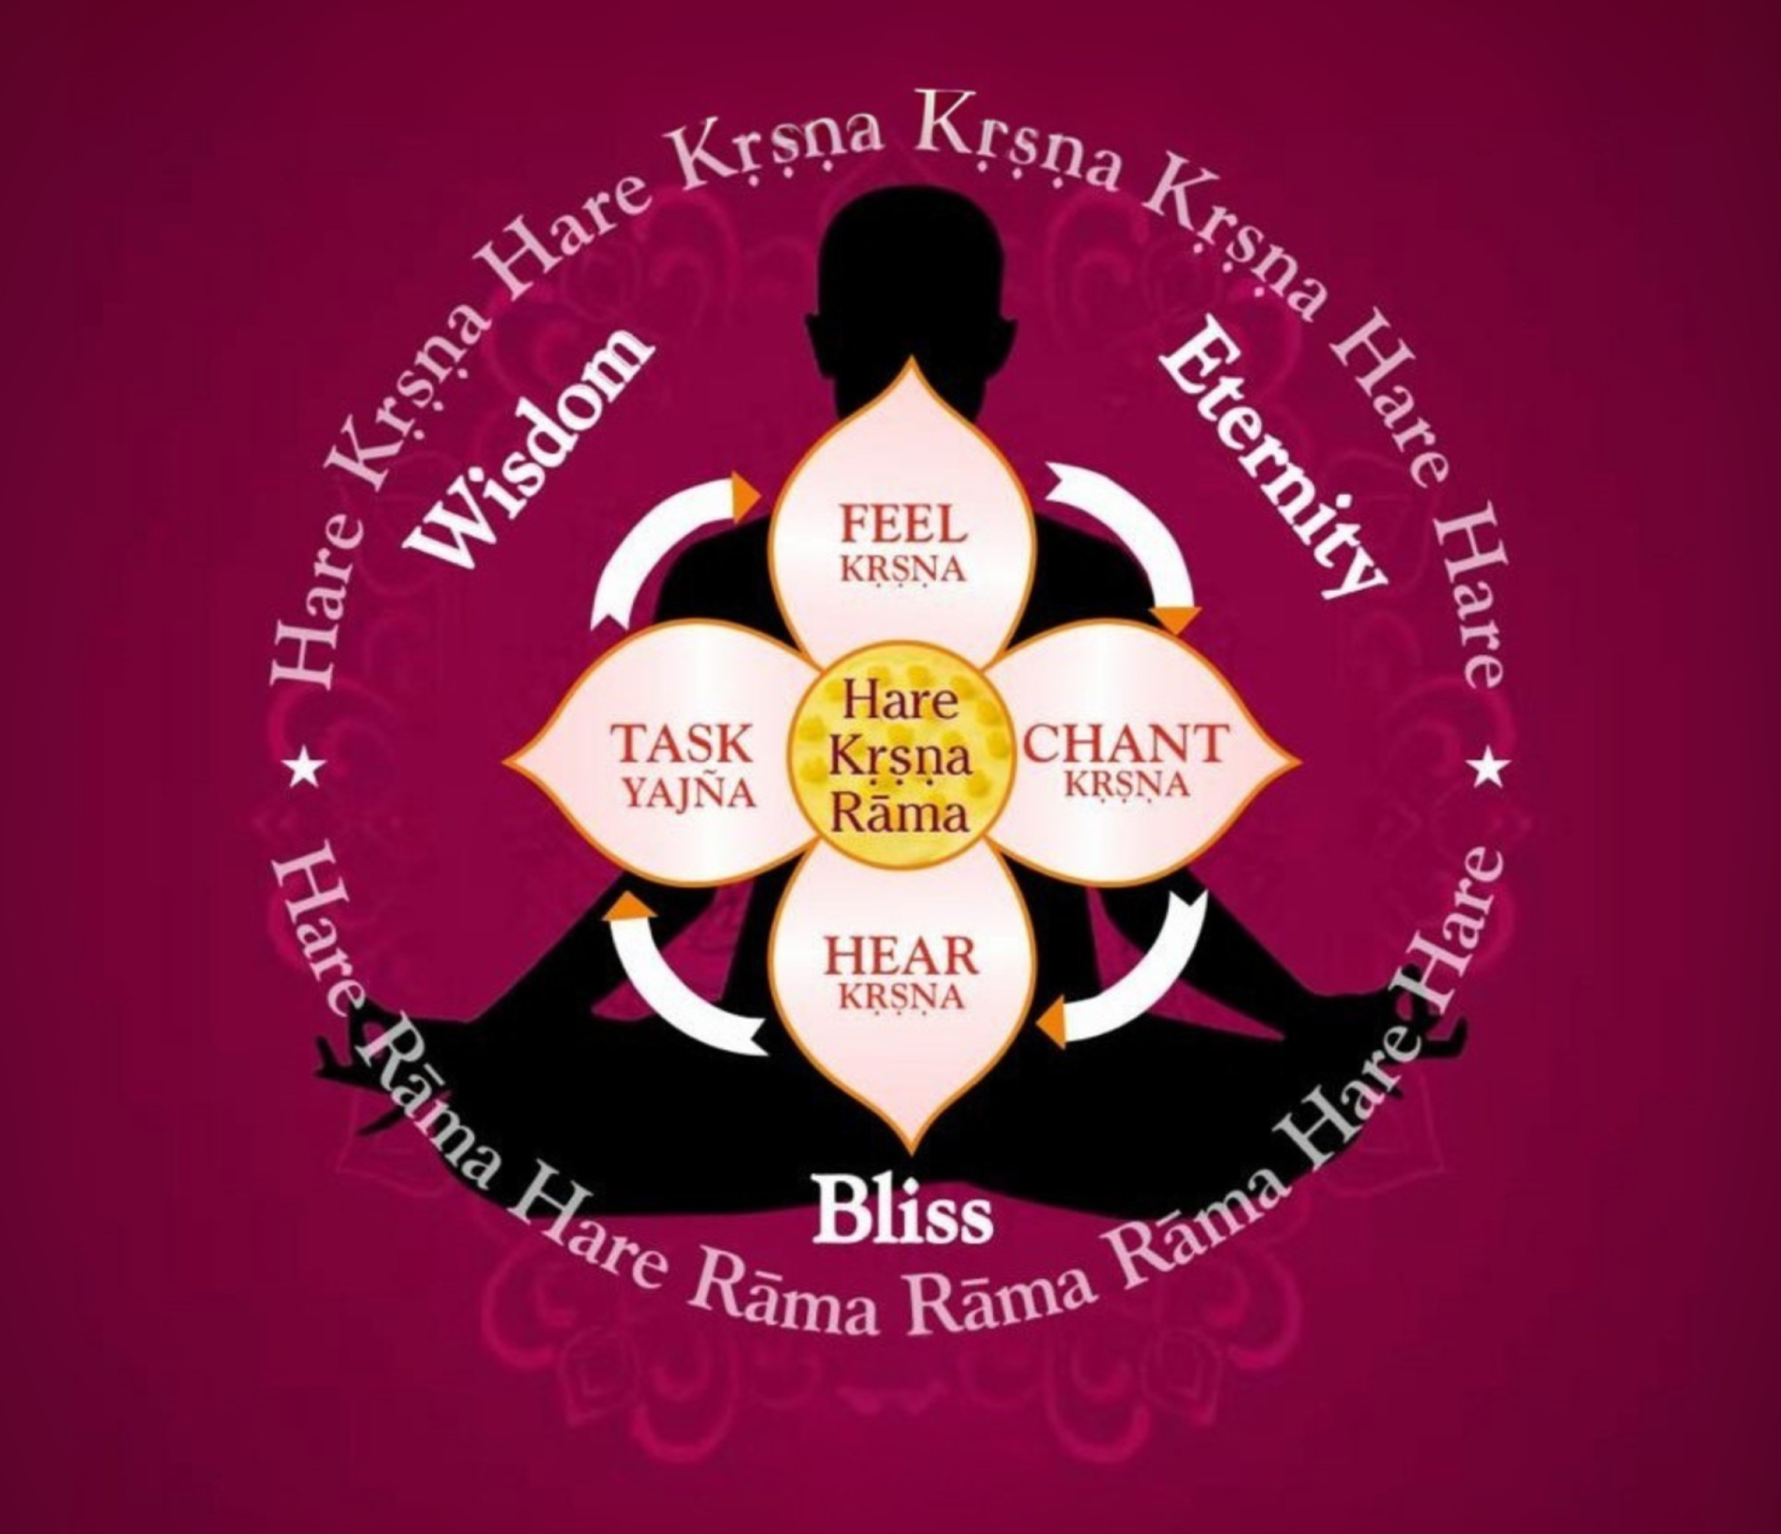 Hare Kṛṣṇa Hare Kṛṣṇa Kṛṣṇa Kṛṣṇa Hare Hare
★ Hare Rāma Hare Rāma Rāma Rāma Hare Hare ★
Wisdom
Eternity
FEEL
KṚṢṆA
TASK
YAJÑA
Hare
Kṛṣṇa
Rāma
CHANT
KṚṢṆA
HEAR
KṚṢṆA
Bliss